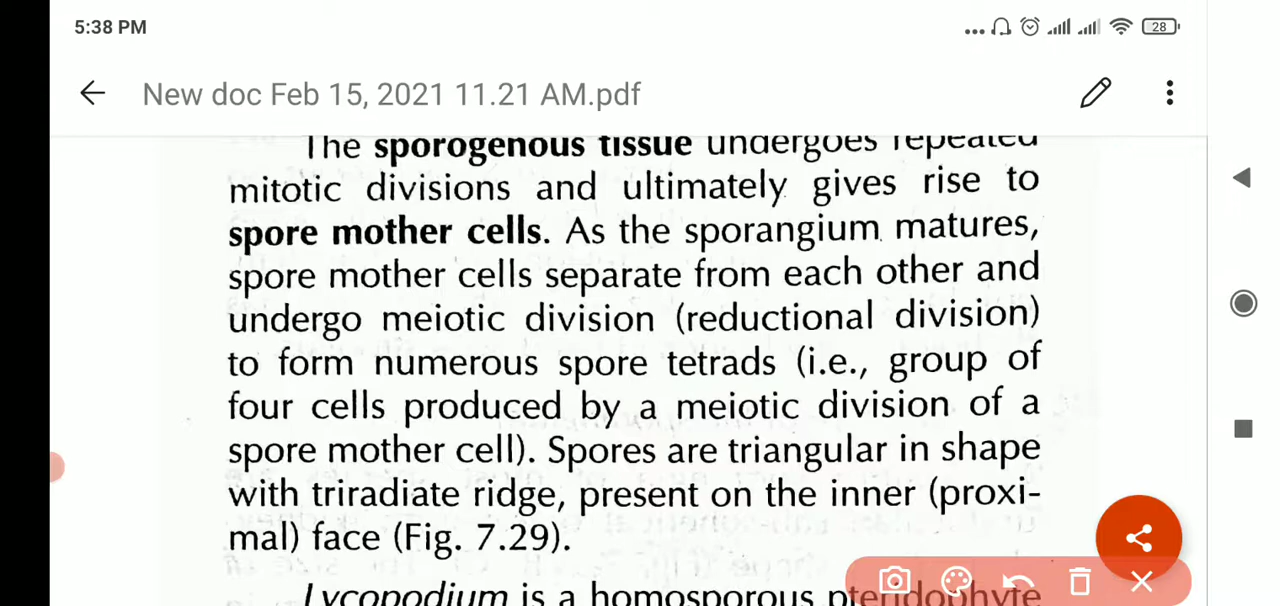 5:38 PM
28
New doc Feb 15, 2021 11.21 AM.pdf
The sporogenous tissue undergoes repeated
mitotic divisions and ultimately gives rise to
spore mother cells. As the sporangium matures,
spore mother cells separate from each other and
undergo meiotic division (reductional division)
to form numerous spore tetrads (i.e., group of
four cells produced by a meiotic division of a
spore mother cell). Spores are triangular in shape
with triradiate ridge, present on the inner (proxi-
mal) face (Fig. 7.29).
Lycopodium is a homosporous pteridophyte